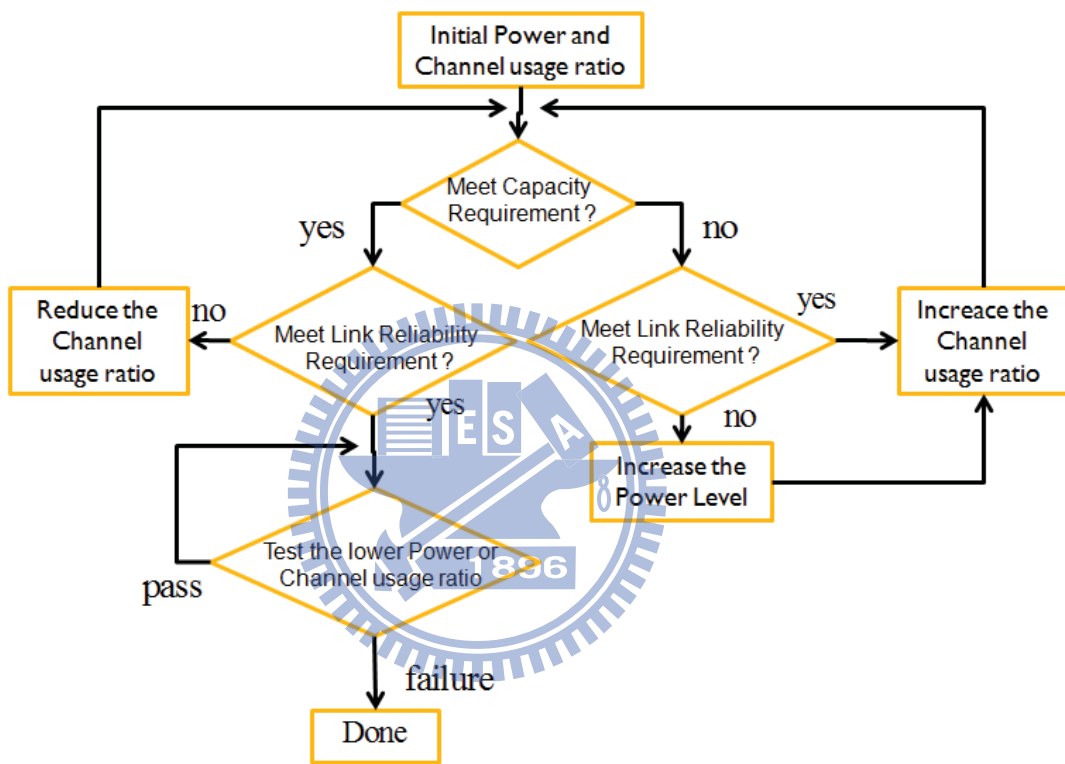 Initial Power and
Channel usage ratio
Meet Capacity
Requirement ?
yes
no
Reduce the
Channel
usage ratio
no
Meet Link Reliability
Requirement ?
Meet Link Reliability
Requirement ?
yes
Increace the
Channel
usage ratio
yes
no
Increase the
Power Level
ESA
Test the lower Power or
Channel usage ratio
1896
pass
failure
Done